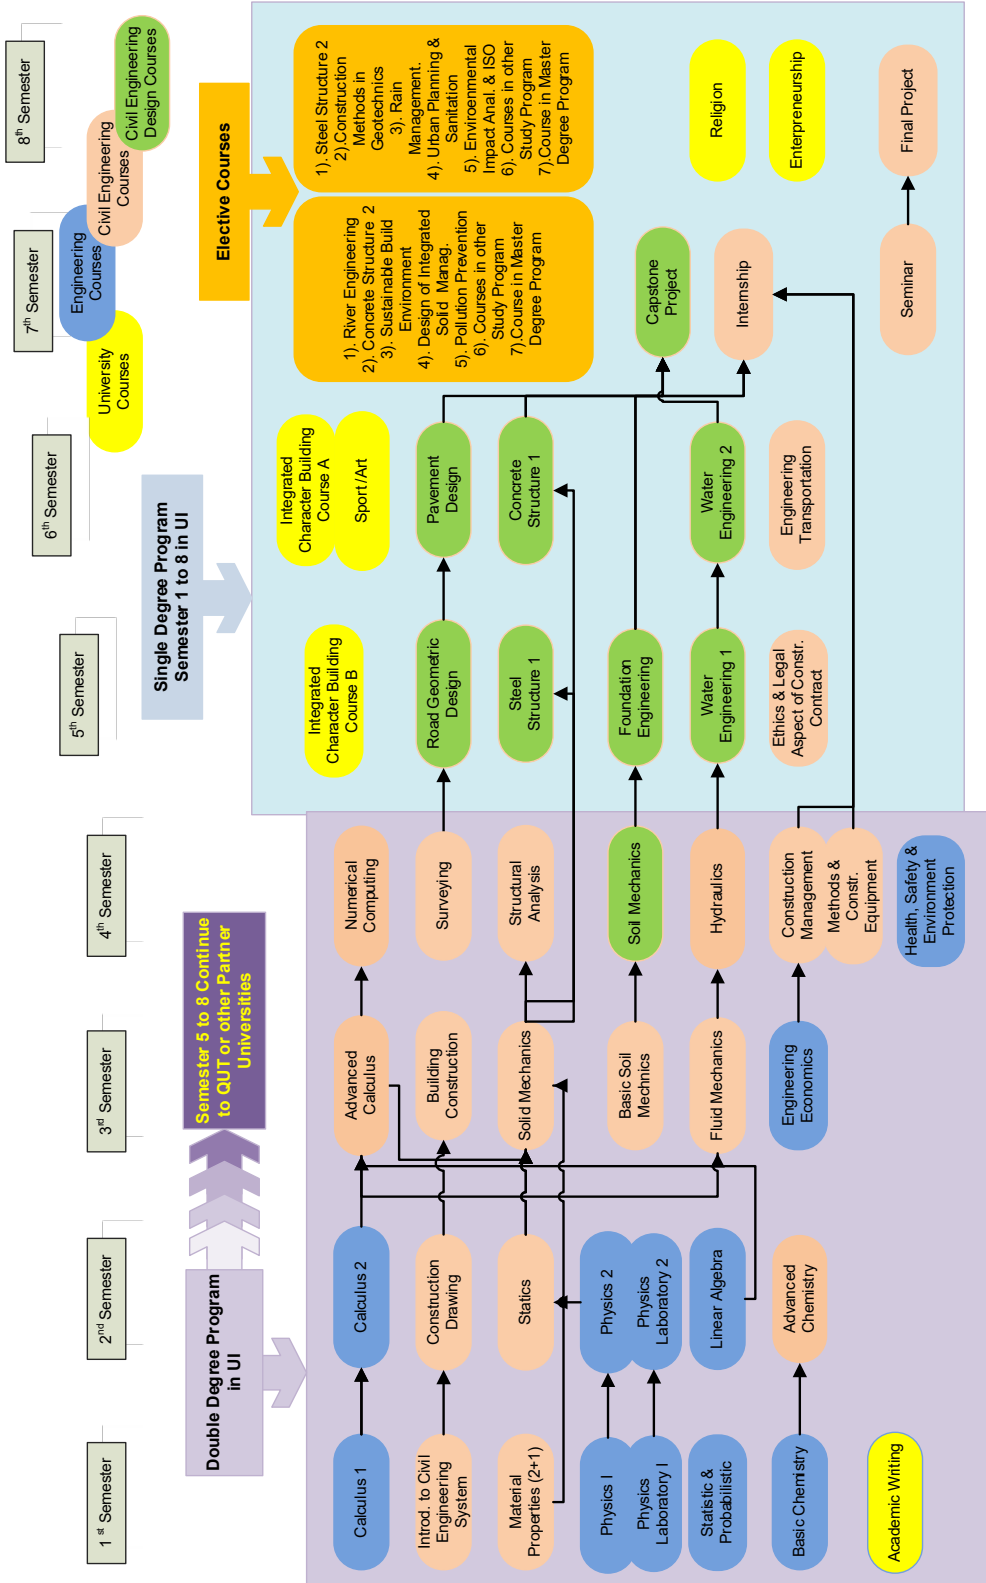 1st Semester
2nd Semester
3rd Semester
4th Semester
5th Semester
6th Semester
7th Semester
8th Semester
University
Courses
Engineering
Courses
Civil Engineering
Courses
Civil Engineering
Design Courses
Double Degree Program
in UI
Semester 5 to 8 Continue
to QUT or other Partner
Universities
Single Degree Program
Semester 1 to 8 in UI
Elective Courses
Calculus 1
Introd. to Civil
Engineering
System
Material
Properties (2+1)
Physics I
Physics
Laboratory I
Statistic &
Probabilistic
Basic Chemistry
Academic Writing
Calculus 2
Construction
Drawing
Statics
Physics 2
Physics
Laboratory 2
Linear Algebra
Advanced
Chemistry
Advanced
Calculus
Building
Construction
Solid Mechanics
Basic Soil
Mechnics
Fluid Mechanics
Engineering
Economics
Numerical
Computing
Surveying
Structural
Analysis
Soil Mechanics
Hydraulics
Construction
Management
Methods &
Constr.
Equipment
Health, Safety &
Environment
Protection
Integrated
Character Building
Course B
Road Geometric
Design
Steel
Structure 1
Foundation
Engineering
Water
Engineering 1
Ethics & Legal
Aspect of Constr.
Contract
Integrated
Character Building
Course A
Sport /Art
Pavement
Design
Concrete
Structure 1
Water
Engineering 2
Engineering
Transportation
1). River Engineering
2). Concrete Structure 2
3). Sustainable Build
Environment
4). Design of Integrated
Solid Manag.
5). Pollution Prevention
6). Courses in other
Study Program
7).Course in Master
Degree Program
Capstone
Project
Internship
Seminar
1). Steel Structure 2
2).Construction
Methods in
Geotechnics
3). Rain
Management.
4). Urban Planning &
Sanitation
5). Environmental
Impact Anal. & ISO
6). Courses in other
Study Program
7).Course in Master
Degree Program
Religion
Enterpreneurship
Final Project